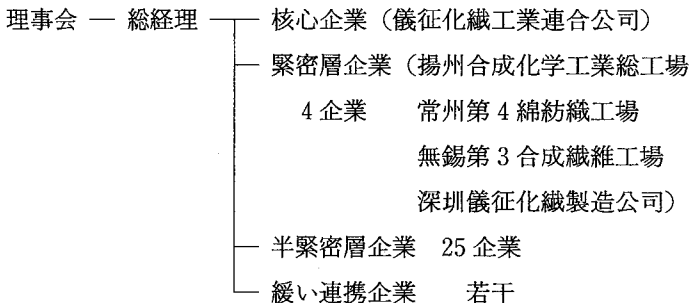 理事会 — 総経理 — 核心企業（儀征化繊工業連合公司）
緊密層企業（揚州合成化学工業総工場
4企業 常州第4綿紡織工場
無錫第3合成繊維工場
深圳儀征化繊製造公司）
半緊密層企業 25企業
緩い連携企業 若干